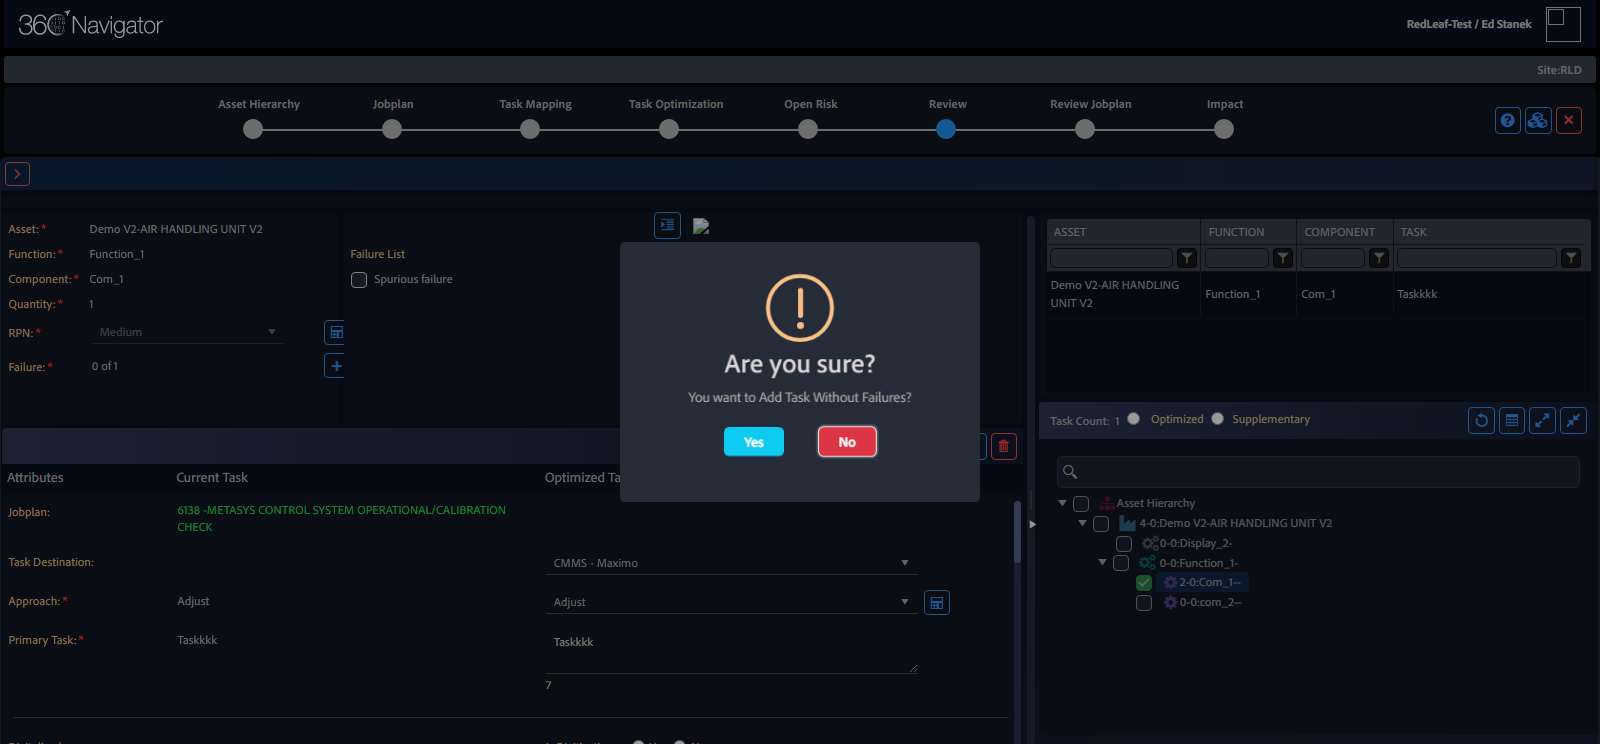 360 Navigator
RedLeaf-Test / Ed Stanek
Site:RLD
Asset Hierarchy
Jobplan
Task Mapping
Task Optimization
Open Risk
Review
Review Jobplan
Impact
Asset:* Demo V2-AIR HANDLING UNIT V2
Function:* Function_1
Component:* Com_1
Quantity:* 1
RPN:* Medium
Failure:* 0 of 1
Failure List
Spurious failure
Are you sure?
You want to Add Task Without Failures?
Yes
No
ASSET FUNCTION COMPONENT TASK
Demo V2-AIR HANDLING
UNIT V2
Function_1 Com_1 Taskkkk
Attributes Current Task Optimized Ta
Jobplan: 6138 -METASYS CONTROL SYSTEM OPERATIONAL/CALIBRATION
CHECK
Task Destination: CMMS - Maximo
Approach:* Adjust Adjust
Primary Task:* Taskkkk Taskkkk
7
Task Count: 1 Optimized Supplementary
Asset Hierarchy
4-0:Demo V2-AIR HANDLING UNIT V2
0-0:Display_2-
0-0:Function_1-
2-0:Com_1--
0-0:com_2--